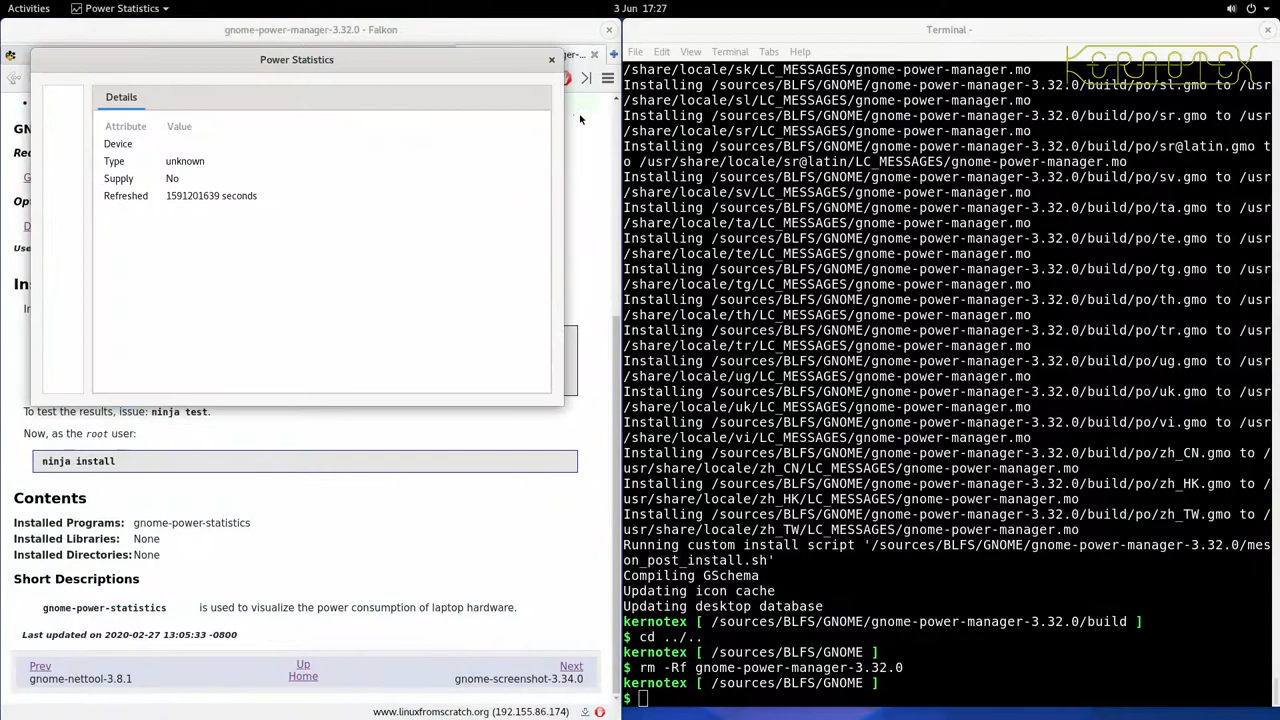 Activities
Power Statistics
3 Jun 17:27
gnome-power-manager-3.32.0 - Falkon
Power Statistics
Details
Attribute Value
Device
Type unknown
Supply No
Refreshed 1591201639 seconds
To test the results, issue: ninja test.
Now, as the root user:
ninja install
Contents
Installed Programs: gnome-power-statistics
Installed Libraries: None
Installed Directories: None
Short Descriptions
gnome-power-statistics is used to visualize the power consumption of laptop hardware.
Last updated on 2020-02-27 13:05:33 -0800
Prev
gnome-nettool-3.8.1
Up
Home
Next
gnome-screenshot-3.34.0
www.linuxfromscratch.org (192.155.86.174)
Terminal -
File Edit View Terminal Tabs Help
KERNOTEX
/share/locale/sk/LC_MESSAGES/gnome-power-manager.mo
Installing /sources/BLFS/GNOME/gnome-power-manager-3.32.0/build/po/sl.gmo to /usr
/share/locale/sl/LC_MESSAGES/gnome-power-manager.mo
Installing /sources/BLFS/GNOME/gnome-power-manager-3.32.0/build/po/sr.gmo to /usr
/share/locale/sr/LC_MESSAGES/gnome-power-manager.mo
Installing /sources/BLFS/GNOME/gnome-power-manager-3.32.0/build/po/sr@latin.gmo t
o /usr/share/locale/sr@latin/LC_MESSAGES/gnome-power-manager.mo
Installing /sources/BLFS/GNOME/gnome-power-manager-3.32.0/build/po/sv.gmo to /usr
/share/locale/sv/LC_MESSAGES/gnome-power-manager.mo
Installing /sources/BLFS/GNOME/gnome-power-manager-3.32.0/build/po/ta.gmo to /usr
/share/locale/ta/LC_MESSAGES/gnome-power-manager.mo
Installing /sources/BLFS/GNOME/gnome-power-manager-3.32.0/build/po/te.gmo to /usr
/share/locale/te/LC_MESSAGES/gnome-power-manager.mo
Installing /sources/BLFS/GNOME/gnome-power-manager-3.32.0/build/po/tg.gmo to /usr
/share/locale/tg/LC_MESSAGES/gnome-power-manager.mo
Installing /sources/BLFS/GNOME/gnome-power-manager-3.32.0/build/po/th.gmo to /usr
/share/locale/th/LC_MESSAGES/gnome-power-manager.mo
Installing /sources/BLFS/GNOME/gnome-power-manager-3.32.0/build/po/tr.gmo to /usr
/share/locale/tr/LC_MESSAGES/gnome-power-manager.mo
Installing /sources/BLFS/GNOME/gnome-power-manager-3.32.0/build/po/ug.gmo to /usr
/share/locale/ug/LC_MESSAGES/gnome-power-manager.mo
Installing /sources/BLFS/GNOME/gnome-power-manager-3.32.0/build/po/uk.gmo to /usr
/share/locale/uk/LC_MESSAGES/gnome-power-manager.mo
Installing /sources/BLFS/GNOME/gnome-power-manager-3.32.0/build/po/vi.gmo to /usr
/share/locale/vi/LC_MESSAGES/gnome-power-manager.mo
Installing /sources/BLFS/GNOME/gnome-power-manager-3.32.0/build/po/zh_CN.gmo to /
usr/share/locale/zh_CN/LC_MESSAGES/gnome-power-manager.mo
Installing /sources/BLFS/GNOME/gnome-power-manager-3.32.0/build/po/zh_HK.gmo to /
usr/share/locale/zh_HK/LC_MESSAGES/gnome-power-manager.mo
Installing /sources/BLFS/GNOME/gnome-power-manager-3.32.0/build/po/zh_TW.gmo to /
usr/share/locale/zh_TW/LC_MESSAGES/gnome-power-manager.mo
Running custom install script '/sources/BLFS/GNOME/gnome-power-manager-3.32.0/mes
on_post_install.sh'
Compiling GSchema
Updating icon cache
Updating desktop database
kernotex [ /sources/BLFS/GNOME/gnome-power-manager-3.32.0/build ]
$ cd ../..
kernotex [ /sources/BLFS/GNOME ]
$ rm -Rf gnome-power-manager-3.32.0
kernotex [ /sources/BLFS/GNOME ]
$